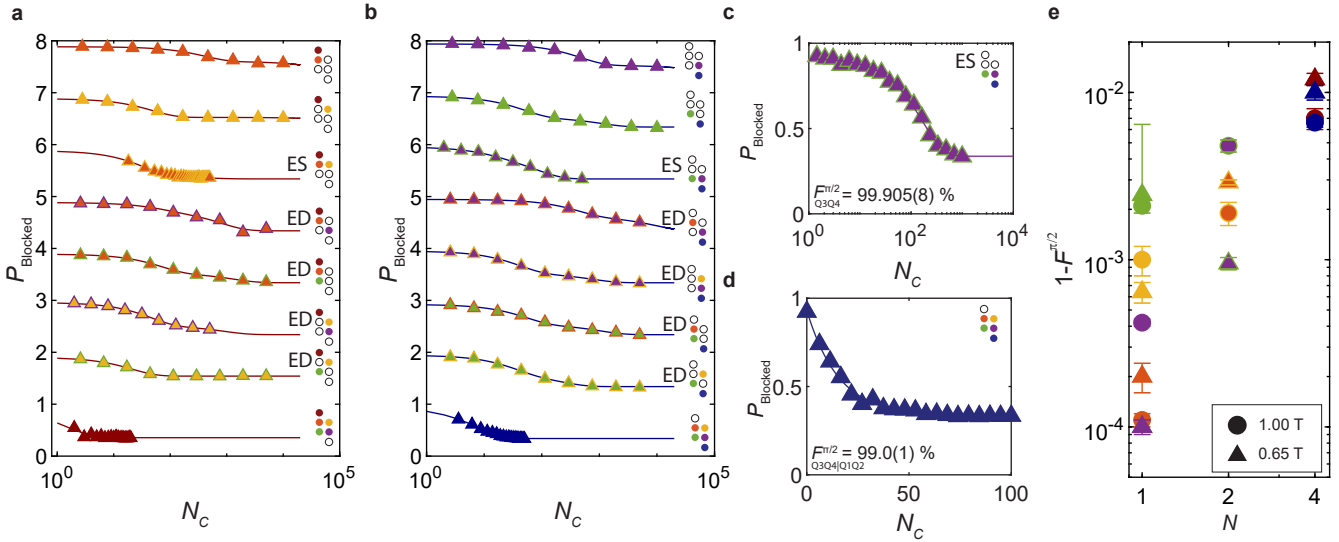 a
8
7
6
5
4
3
2
1
0
P_Blocked
ES
ED
ED
ED
ED
10^0
10^5
N_C
b
8
7
6
5
4
3
2
1
0
P_Blocked
ES
ED
ED
ED
ED
10^0
10^5
N_C
c
1
0.5
0
P_Blocked
ES
F^π/2 = 99.905(8) %
Q3Q4
10^0
10^2
10^4
N_C
d
1
0.5
0
P_Blocked
F^π/2 = 99.0(1) %
Q3Q4|Q1Q2
0
50
100
N_C
e
10^-2
10^-3
10^-4
1-F^π/2
1.00 T
0.65 T
1
2
4
N